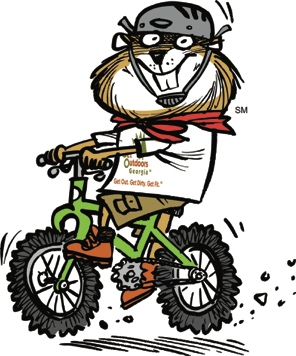 SM
Outdoors
Georgia
Get Out. Get Dirty. Get Fit.®